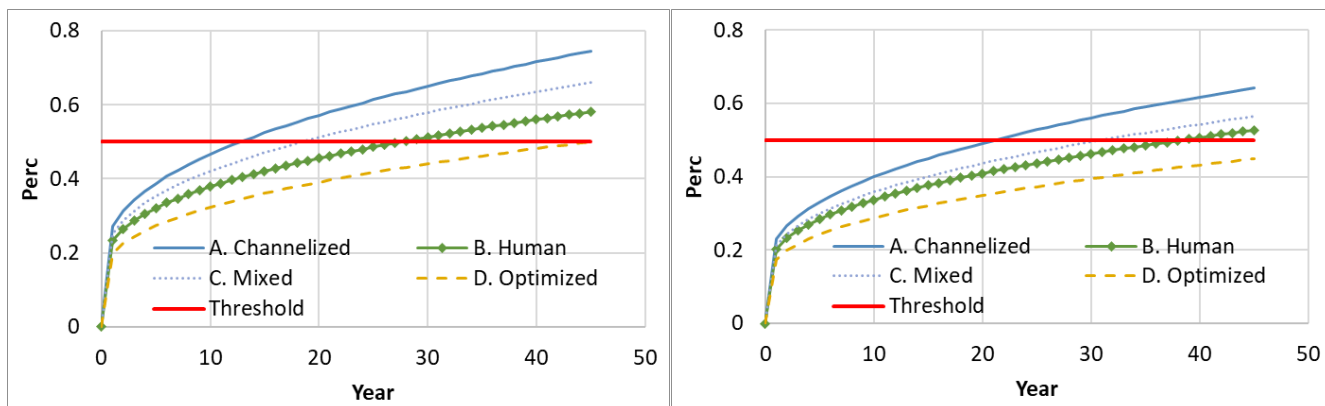 0.8
0.6
0.4
0.2
0
Perc
A. Channelized
B. Human
C. Mixed
D. Optimized
Threshold
0 10 20 30 40 50
Year
0.8
0.6
0.4
0.2
0
Perc
A. Channelized
B. Human
C. Mixed
D. Optimized
Threshold
0 10 20 30 40 50
Year